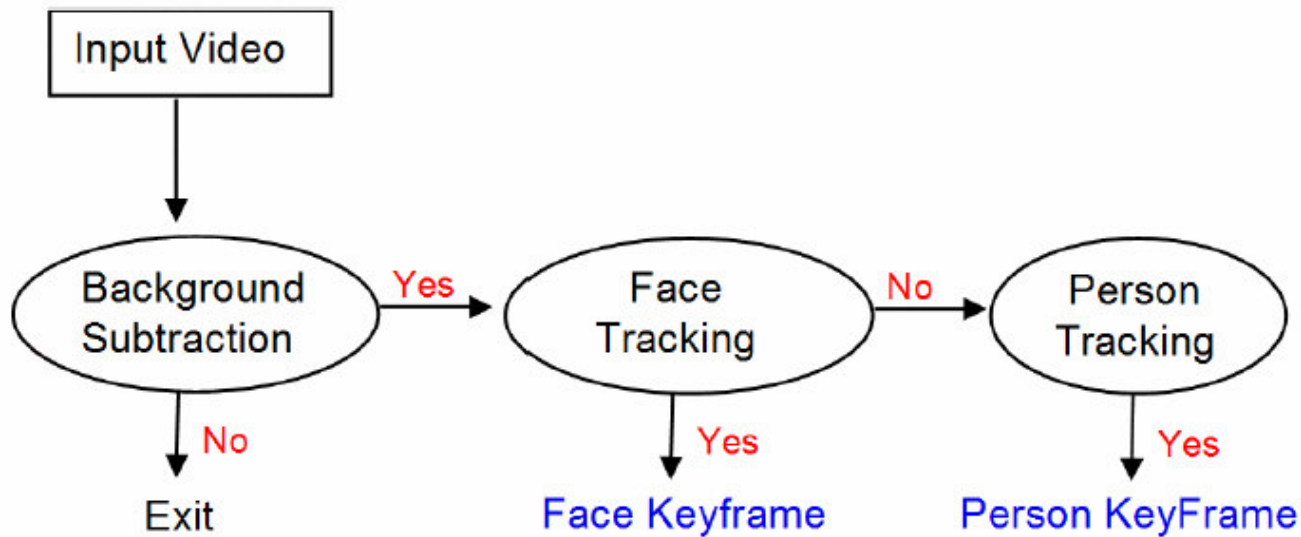 Input Video
Background
Subtraction
Yes
Face
Tracking
No
Person
Tracking
No
Yes
Yes
Exit
Face Keyframe
Person KeyFrame